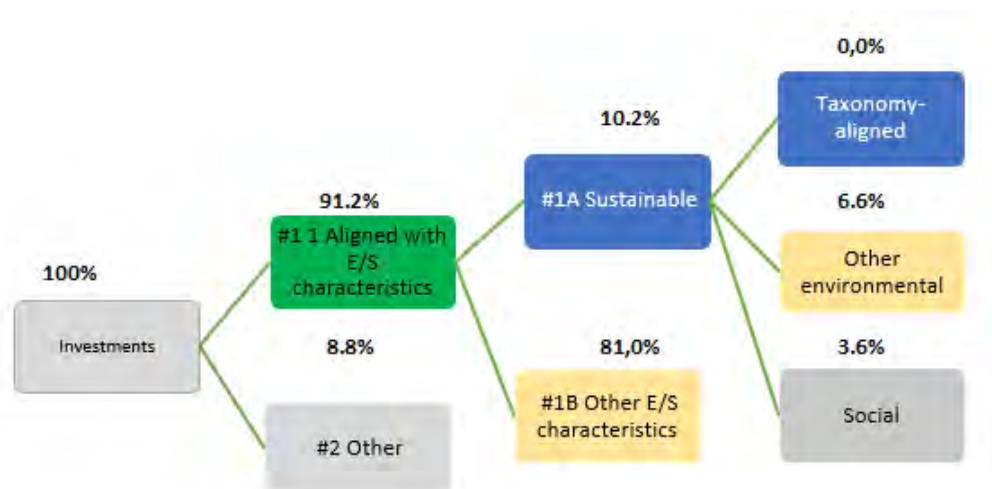 0,0%
Taxonomy-
aligned
10.2%
#1A Sustainable
91.2%
#1 1 Aligned with
E/S
characteristics
6.6%
Other
environmental
100%
Investments
8.8%
#2 Other
81,0%
#1B Other E/S
characteristics
3.6%
Social